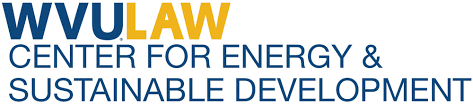 WVULAW
CENTER FOR ENERGY &
SUSTAINABLE DEVELOPMENT